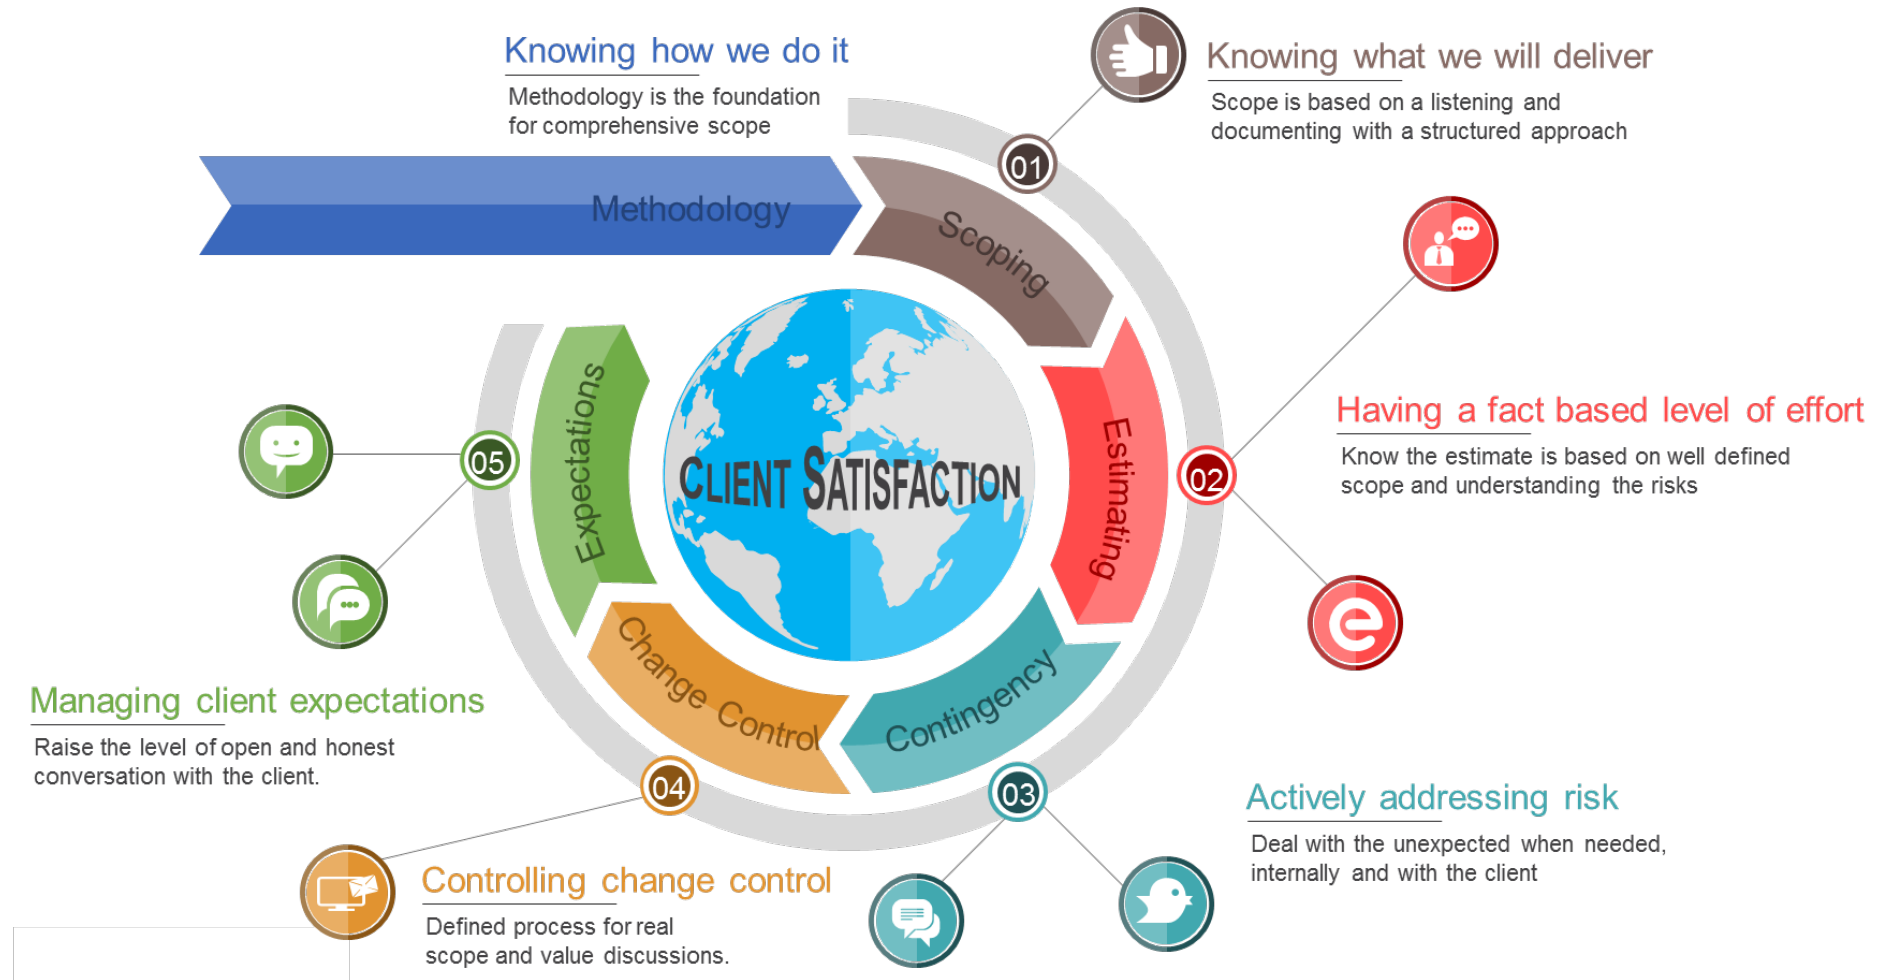 Knowing how we do it
Methodology is the foundation
for comprehensive scope
Methodology
Knowing what we will deliver
Scope is based on a listening and
documenting with a structured approach
01
Scoping
Having a fact based level of effort
Know the estimate is based on well defined
scope and understanding the risks
02
Estimating
e
CLIENT SATISFACTION
Actively addressing risk
Deal with the unexpected when needed,
internally and with the client
03
Contingency
Controlling change control
Defined process for real
scope and value discussions.
04
Change Control
Managing client expectations
Raise the level of open and honest
conversation with the client.
05
Expectations